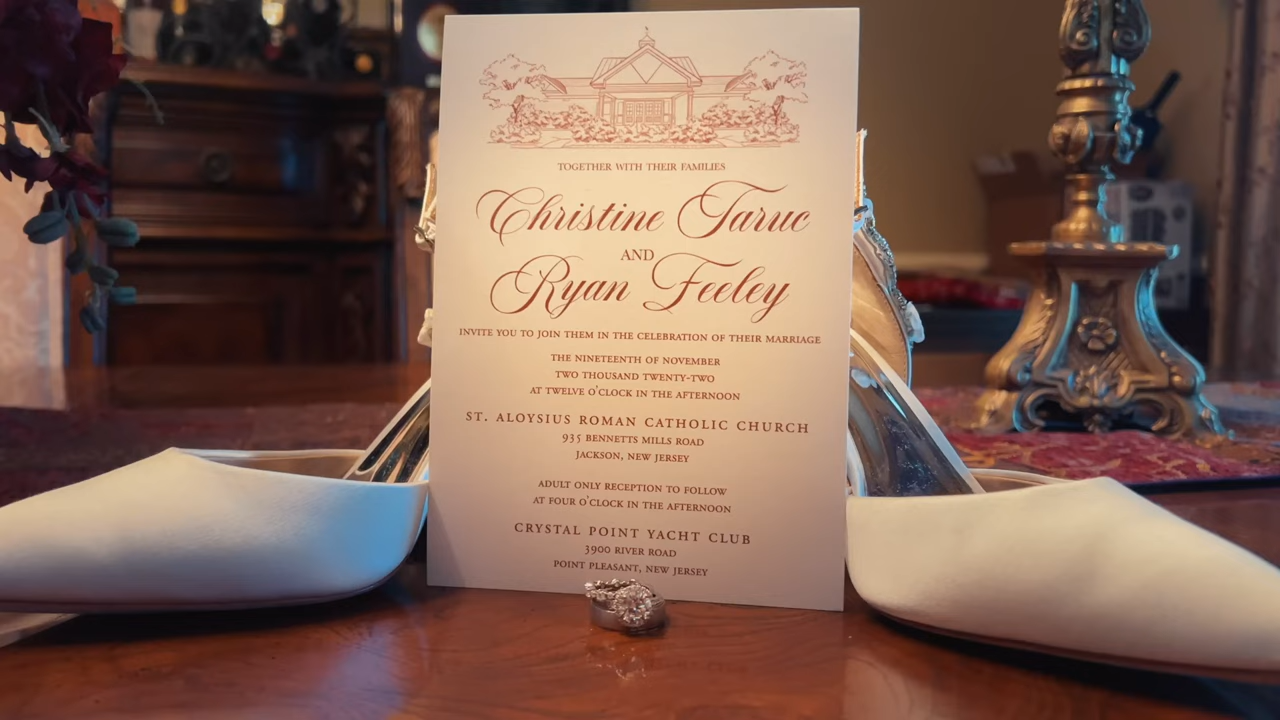 TOGETHER WITH THEIR FAMILIES
Christine Taruc
AND
Ryan Feeley
INVITE YOU TO JOIN THEM IN THE CELEBRATION OF THEIR MARRIAGE
THE NINETEENTH OF NOVEMBER
TWO THOUSAND TWENTY-TWO
AT TWELVE O'CLOCK IN THE AFTERNOON
ST. ALOYSIUS ROMAN CATHOLIC CHURCH
935 BENNETTS MILLS ROAD
JACKSON, NEW JERSEY
ADULT ONLY RECEPTION TO FOLLOW
AT FOUR O'CLOCK IN THE AFTERNOON
CRYSTAL POINT YACHT CLUB
3900 RIVER ROAD
POINT PLEASANT, NEW JERSEY